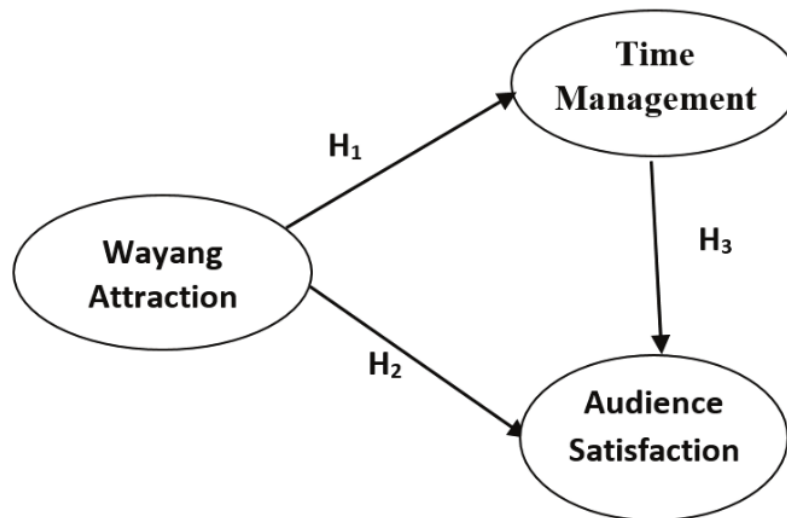 Time
Management
H₁
Wayang
Attraction
H₃
H₂
Audience
Satisfaction